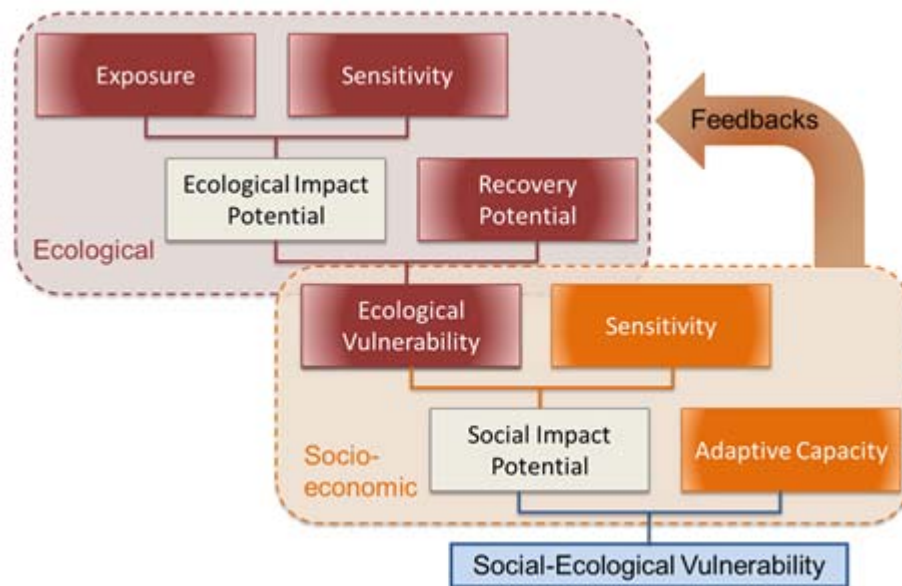 Exposure
Sensitivity
Feedbacks
Ecological Impact
Potential
Recovery
Potential
Ecological
Ecological
Vulnerability
Sensitivity
Social Impact
Potential
Adaptive Capacity
Socio-
economic
Social-Ecological Vulnerability